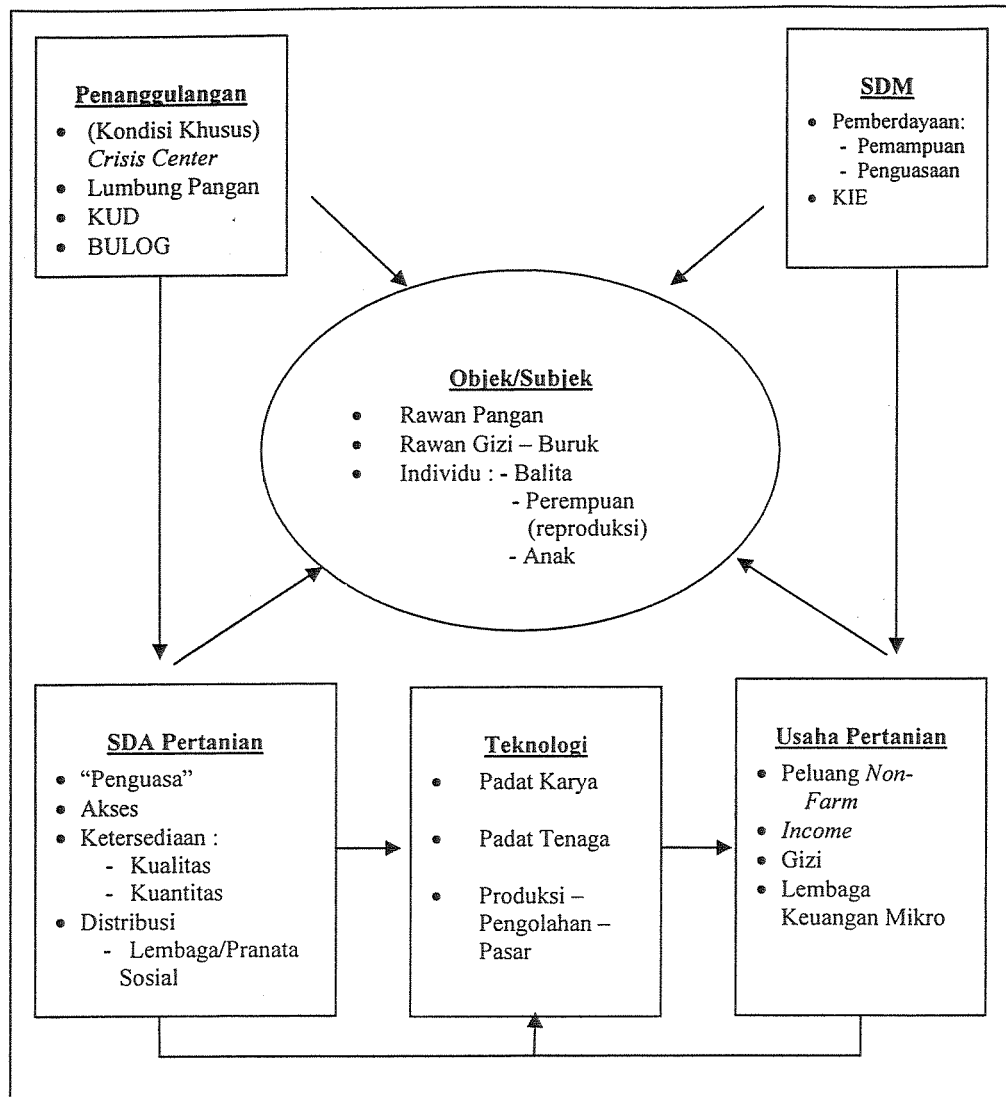 Penanggulangan
• (Kondisi Khusus)
Crisis Center
• Lumbung Pangan
• KUD
• BULOG
SDM
• Pemberdayaan:
- Pemampuan
- Penguasaan
• KIE
Objek/Subjek
• Rawan Pangan
• Rawan Gizi – Buruk
• Individu : - Balita
- Perempuan
(reproduksi)
- Anak
SDA Pertanian
• “Penguasa”
• Akses
• Ketersediaan :
- Kualitas
- Kuantitas
• Distribusi
- Lembaga/Pranata
Sosial
Teknologi
• Padat Karya
• Padat Tenaga
• Produksi –
Pengolahan –
Pasar
Usaha Pertanian
• Peluang Non-
Farm
• Income
• Gizi
• Lembaga
Keuangan Mikro